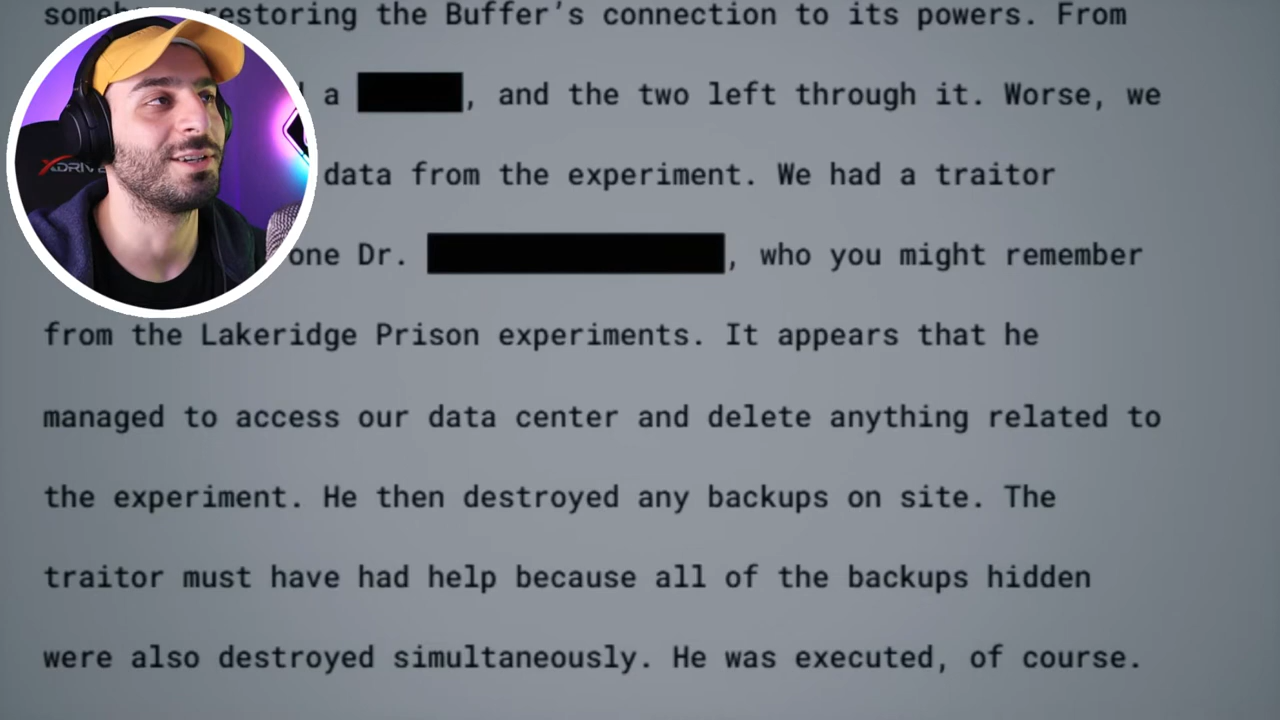 restoring the Buffer's connection to its powers. From
a , and the two left through it. Worse, we
data from the experiment. We had a traitor
one Dr. , who you might remember
from the Lakeridge Prison experiments. It appears that he
managed to access our data center and delete anything related to
the experiment. He then destroyed any backups on site. The
traitor must have had help because all of the backups hidden
were also destroyed simultaneously. He was executed, of course.